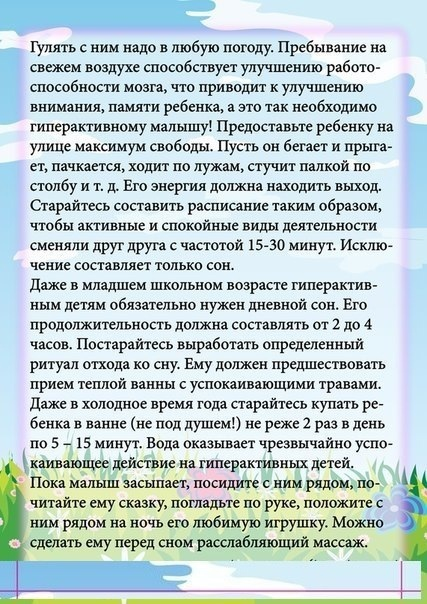 Гулять с ним надо в любую погоду. Пребывание на
свежем воздухе способствует улучшению работо-
способности мозга, что приводит к улучшению
внимания, памяти ребенка, а это так необходимо
гиперактивному малышу! Предоставьте ребенку на
улице максимум свободы. Пусть он бегает и прыга-
ет, пачкается, ходит по лужам, стучит палкой по
столбу и т. д. Его энергия должна находить выход.
Старайтесь составить расписание таким образом,
чтобы активные и спокойные виды деятельности
сменяли друг друга с частотой 15-30 минут. Исклю-
чение составляет только сон.
Даже в младшем школьном возрасте гиперактив-
ным детям обязательно нужен дневной сон. Его
продолжительность должна составлять от 2 до 4
часов. Постарайтесь выработать определенный
ритуал отхода ко сну. Ему должен предшествовать
прием теплой ванны с успокаивающими травами.
Даже в холодное время года старайтесь купать ре-
бенка в ванне (не под душем!) не реже 2 раз в день
по 5 – 15 минут. Вода оказывает чрезвычайно успо-
каивающее действие на гиперактивных детей.
Пока малыш засыпает, посидите с ним рядом, по-
читайте ему сказку, погладьте по руке, положите с
ним рядом на ночь его любимую игрушку. Можно
сделать ему перед сном расслабляющий массаж.